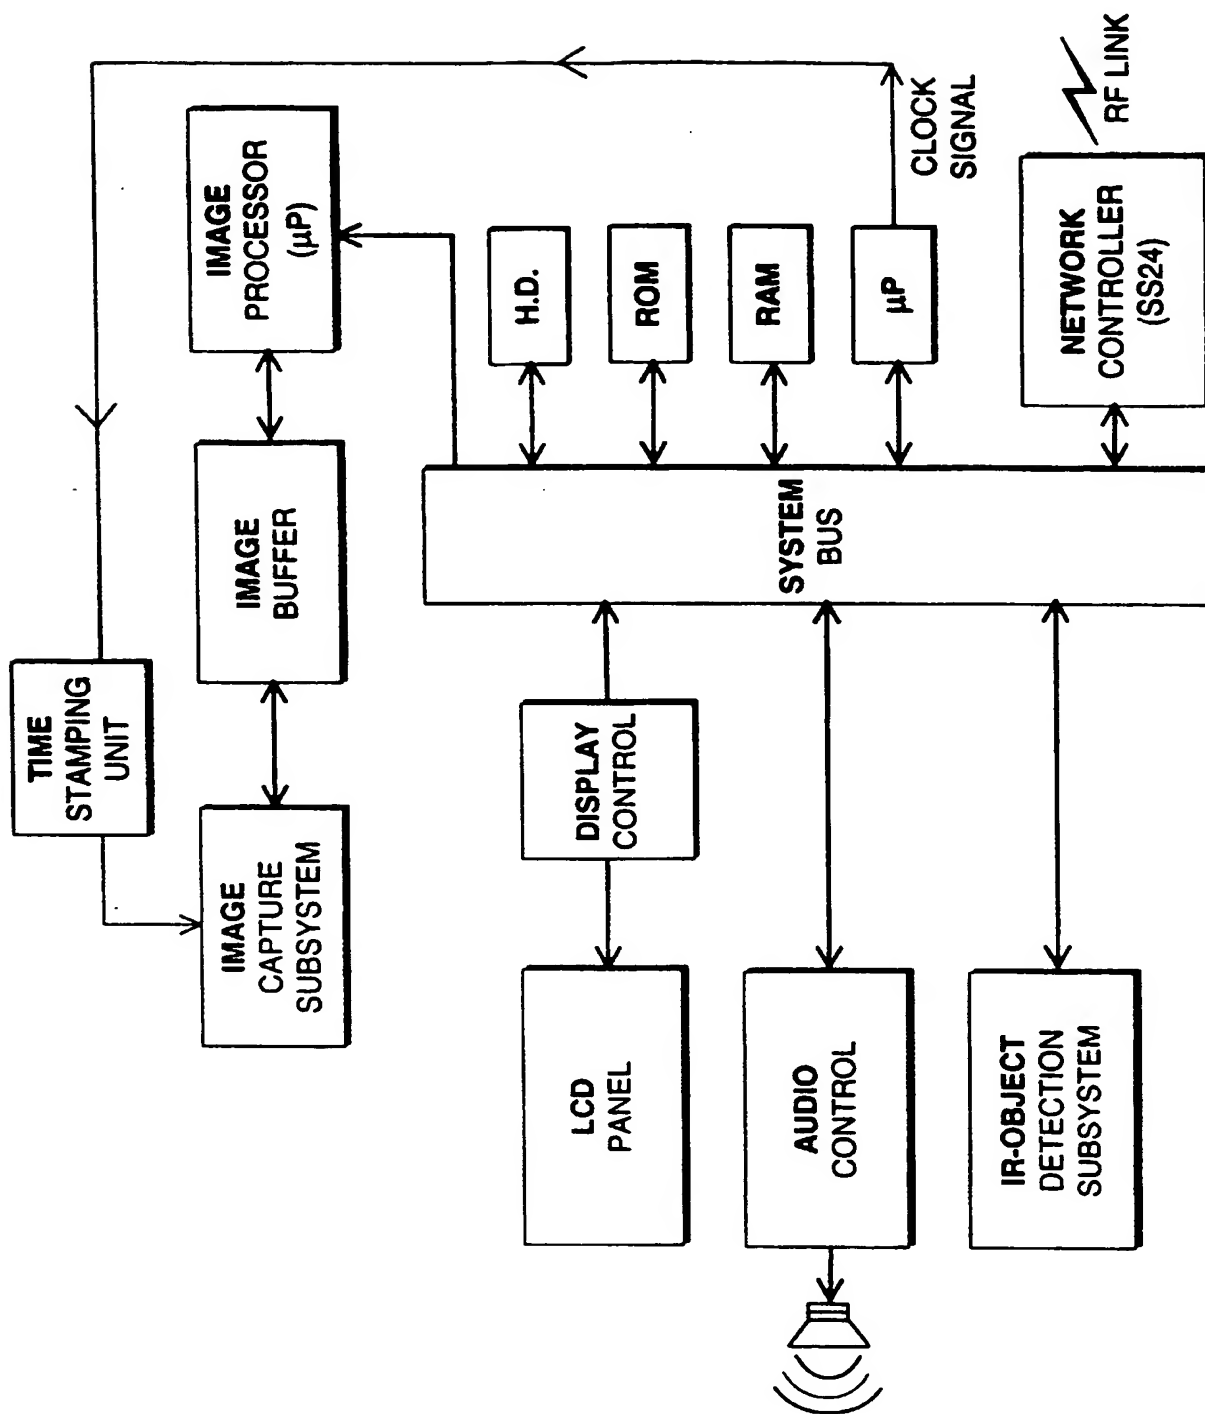 TIME
STAMPING
UNIT
IMAGE
CAPTURE
SUBSYSTEM
IMAGE
BUFFER
IMAGE
PROCESSOR
(µP)
LCD
PANEL
DISPLAY
CONTROL
H.D.
ROM
RAM
µP
CLOCK
SIGNAL
SYSTEM
BUS
AUDIO
CONTROL
IR-OBJECT
DETECTION
SUBSYSTEM
NETWORK
CONTROLLER
(SS24)
RF LINK